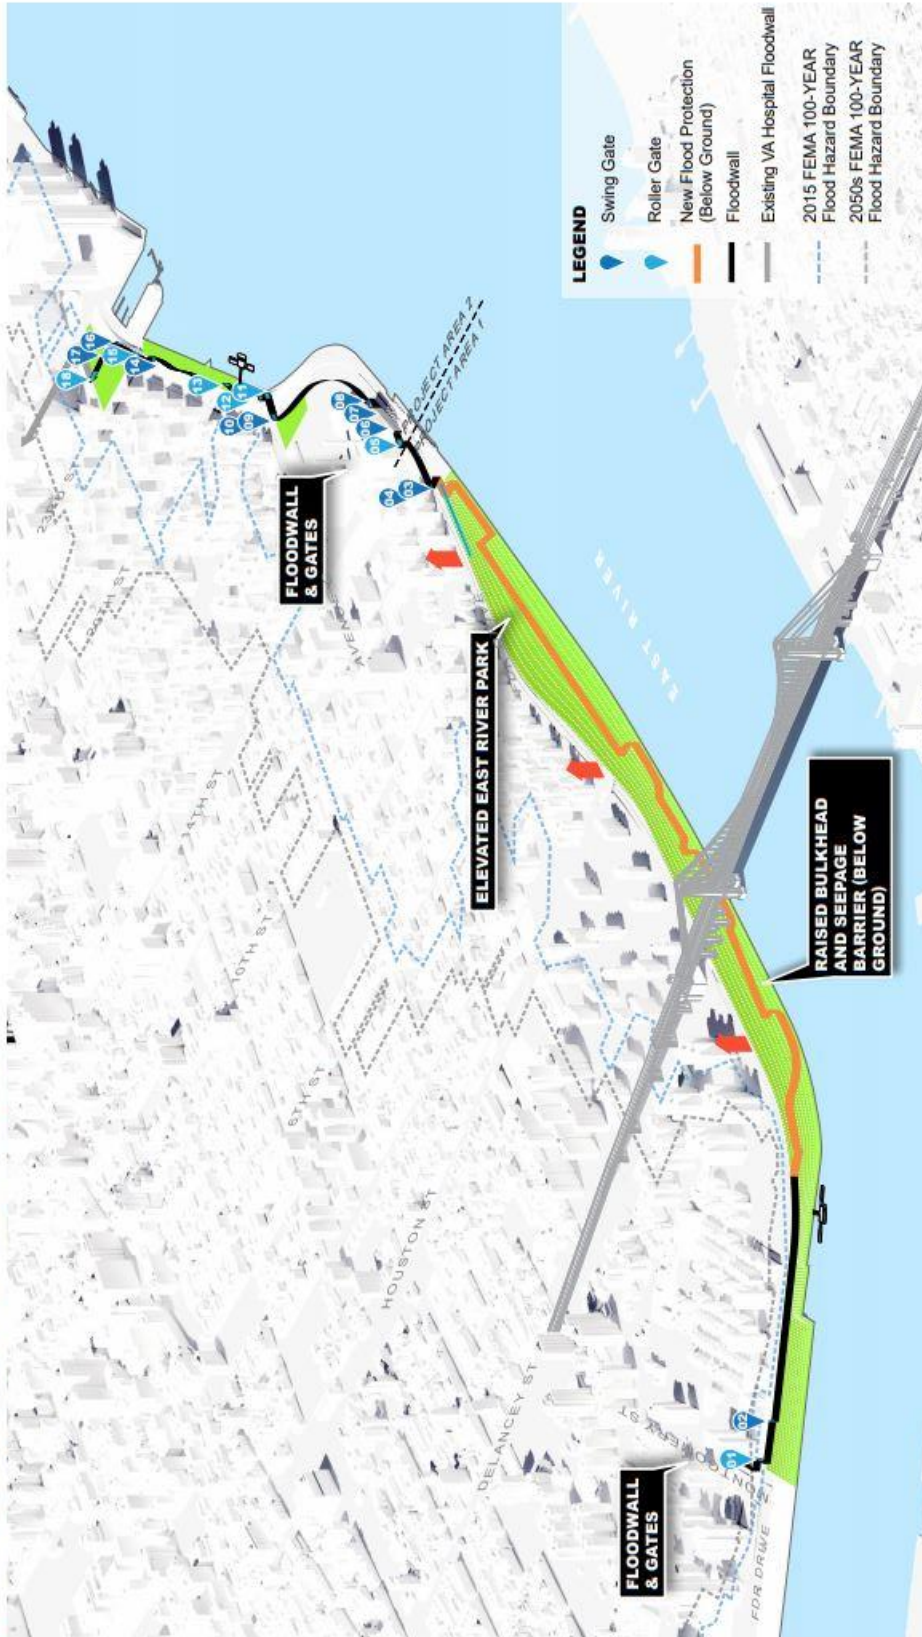 LEGEND
Swing Gate
Roller Gate
New Flood Protection
(Below Ground)
Floodwall
Existing VA Hospital Floodwall
2015 FEMA 100-YEAR
Flood Hazard Boundary
2050s FEMA 100-YEAR
Flood Hazard Boundary
FLOODWALL
& GATES
ELEVATED EAST RIVER PARK
RAISED BULKHEAD
AND SEEPAGE
BARRIER (BELOW
GROUND)
FLOODWALL
& GATES
PROJECT AREA 2
PROJECT AREA 1
EAST RIVER
23RD ST
20TH ST
14TH ST
10TH ST
6TH ST
HOUSTON ST
DELANCEY ST
FDR DRIVE
01
02
03
04
05
06
07
08
09
10
11
12
13
14
15
16
17
18